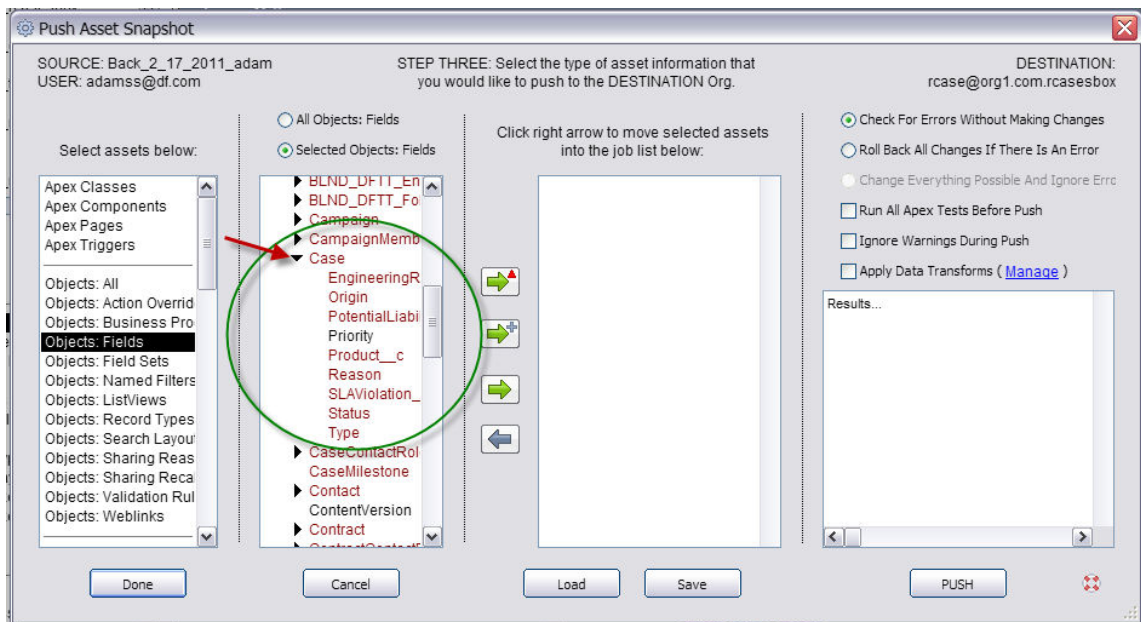 Push Asset Snapshot
SOURCE: Back_2_17_2011_adam
USER: adamss@df.com
STEP THREE: Select the type of asset information that
you would like to push to the DESTINATION Org.
DESTINATION:
rcase@org1.com.rcasesbox
Select assets below:
Apex Classes
Apex Components
Apex Pages
Apex Triggers
Objects: All
Objects: Action Overrid
Objects: Business Pro
Objects: Fields
Objects: Field Sets
Objects: Named Filters
Objects: ListViews
Objects: Record Types
Objects: Search Layou
Objects: Sharing Reas
Objects: Sharing Reca
Objects: Validation Rul
Objects: Weblinks
All Objects: Fields
Selected Objects: Fields
BLND_DFTT_En
BLND_DFTT_Fo
Campaign
CampaignMemb
Case
EngineeringR
Origin
PotentialLiabi
Priority
Product__c
Reason
SLAViolation_
Status
Type
CaseContactRol
CaseMilestone
Contact
ContentVersion
Contract
Click right arrow to move selected assets
into the job list below:
Check For Errors Without Making Changes
Roll Back All Changes If There Is An Error
Change Everything Possible And Ignore Errc
Run All Apex Tests Before Push
Ignore Warnings During Push
Apply Data Transforms ( Manage )
Results...
Done
Cancel
Load
Save
PUSH